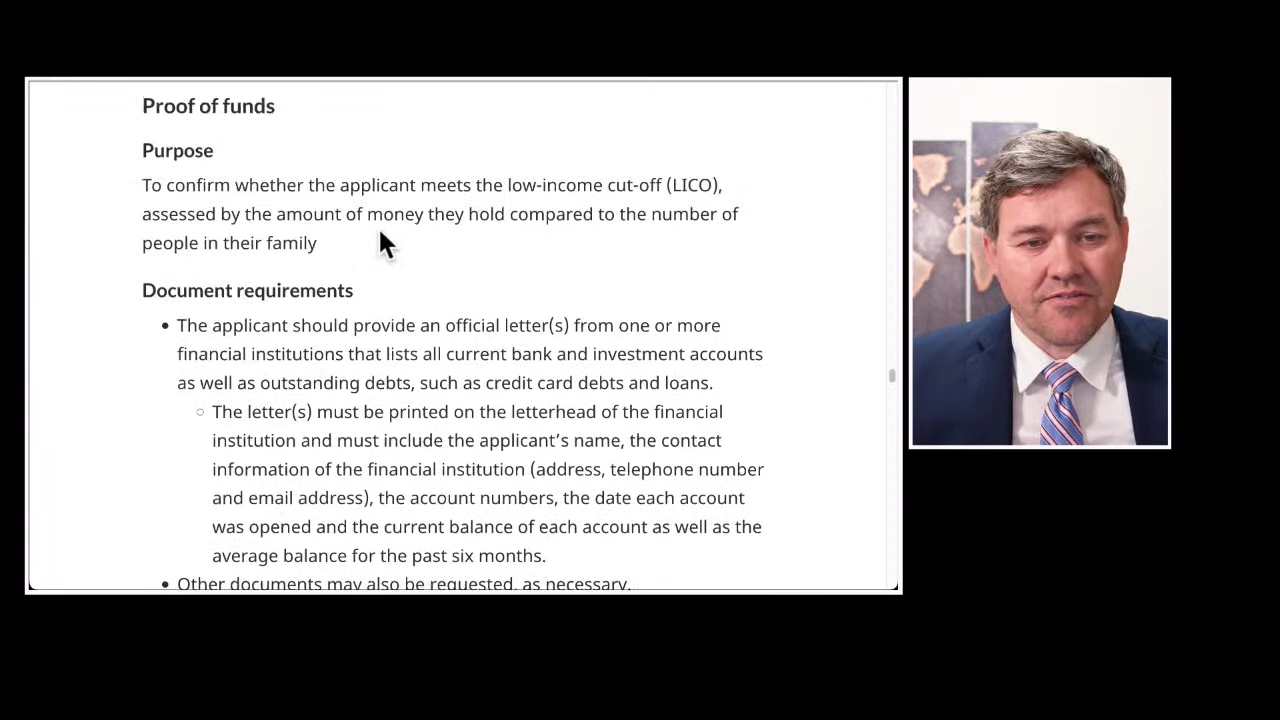 Proof of funds
Purpose
To confirm whether the applicant meets the low-income cut-off (LICO),
assessed by the amount of money they hold compared to the number of
people in their family
Document requirements
• The applicant should provide an official letter(s) from one or more
financial institutions that lists all current bank and investment accounts
as well as outstanding debts, such as credit card debts and loans.
○ The letter(s) must be printed on the letterhead of the financial
institution and must include the applicant’s name, the contact
information of the financial institution (address, telephone number
and email address), the account numbers, the date each account
was opened and the current balance of each account as well as the
average balance for the past six months.
• Other documents may also be requested, as necessary.